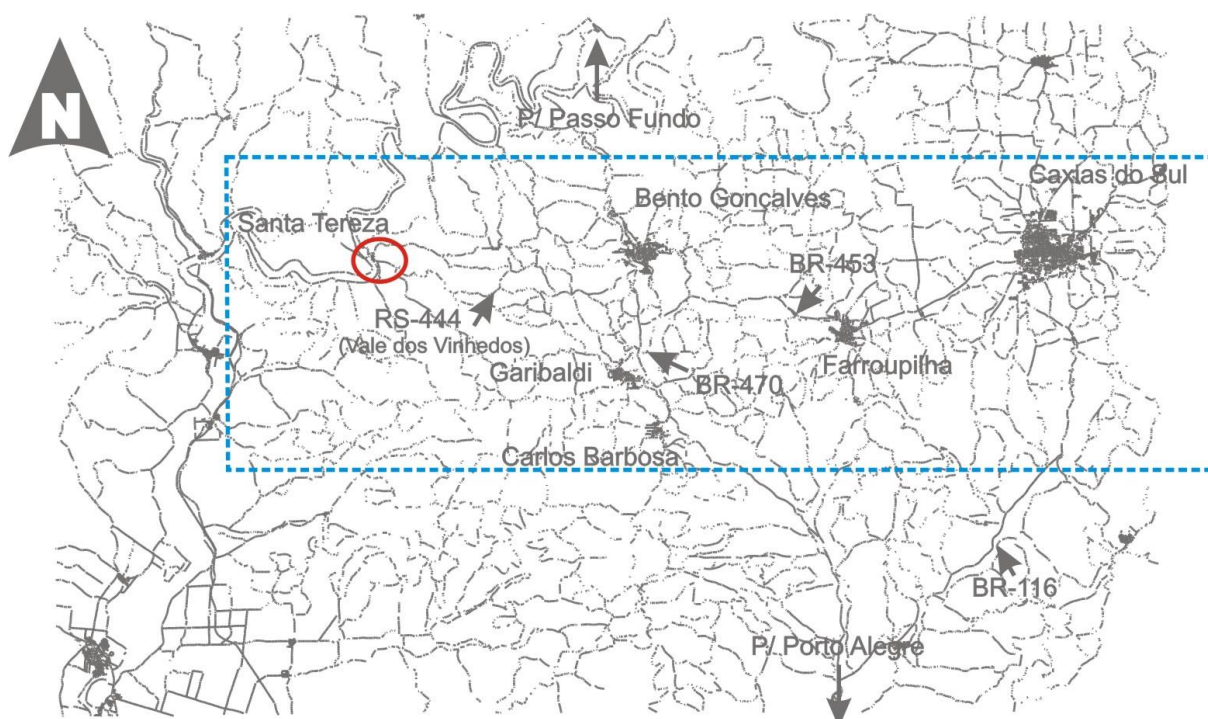 N
P/ Passo Fundo
Caxias do Sul
Bento Gonçalves
Santa Tereza
BR-453
RS-444
(Vale dos Vinhedos)
Garibaldi
Farroupilha
BR-470
Carlos Barbosa
BR-116
P/ Porto Alegre